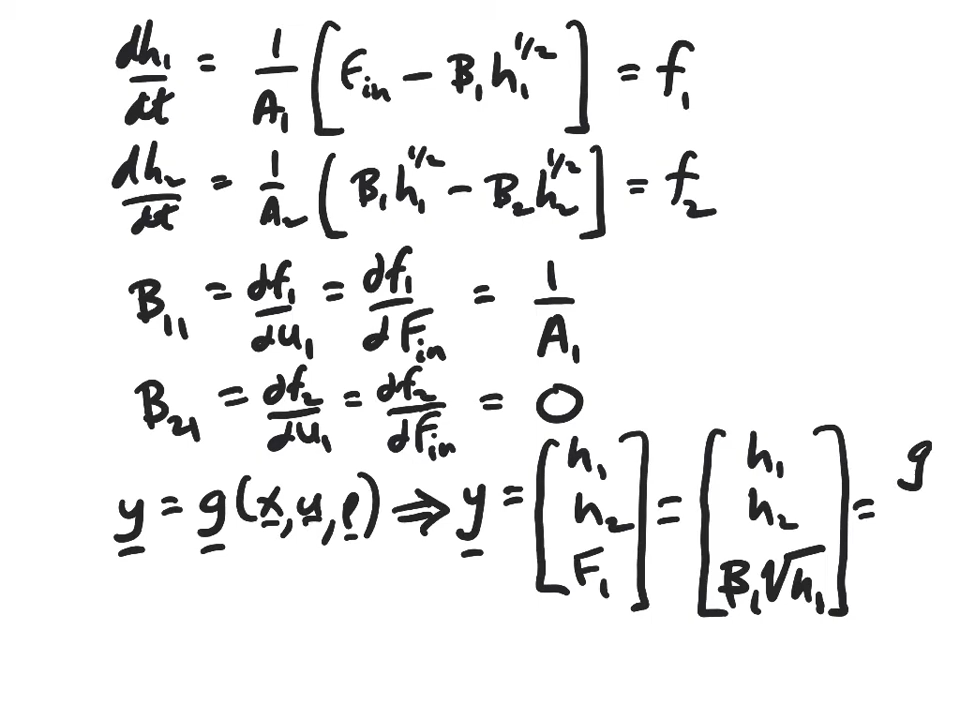 dh₁/dt = 1/A₁ [F_in − B₁h₁^1/2] = f₁
dh₂/dt = 1/A₂ [B₁h₁^1/2 − B₂h₂^1/2] = f₂
B₁₁ = df₁/du₁ = df₁/dF_in = 1/A₁
B₂₁ = df₂/du₁ = df₂/dF_in = 0
y = g(x, u, p) ⇒ y = [h₁ h₂ F₁] = [h₁ h₂ B₁√h₁] = g